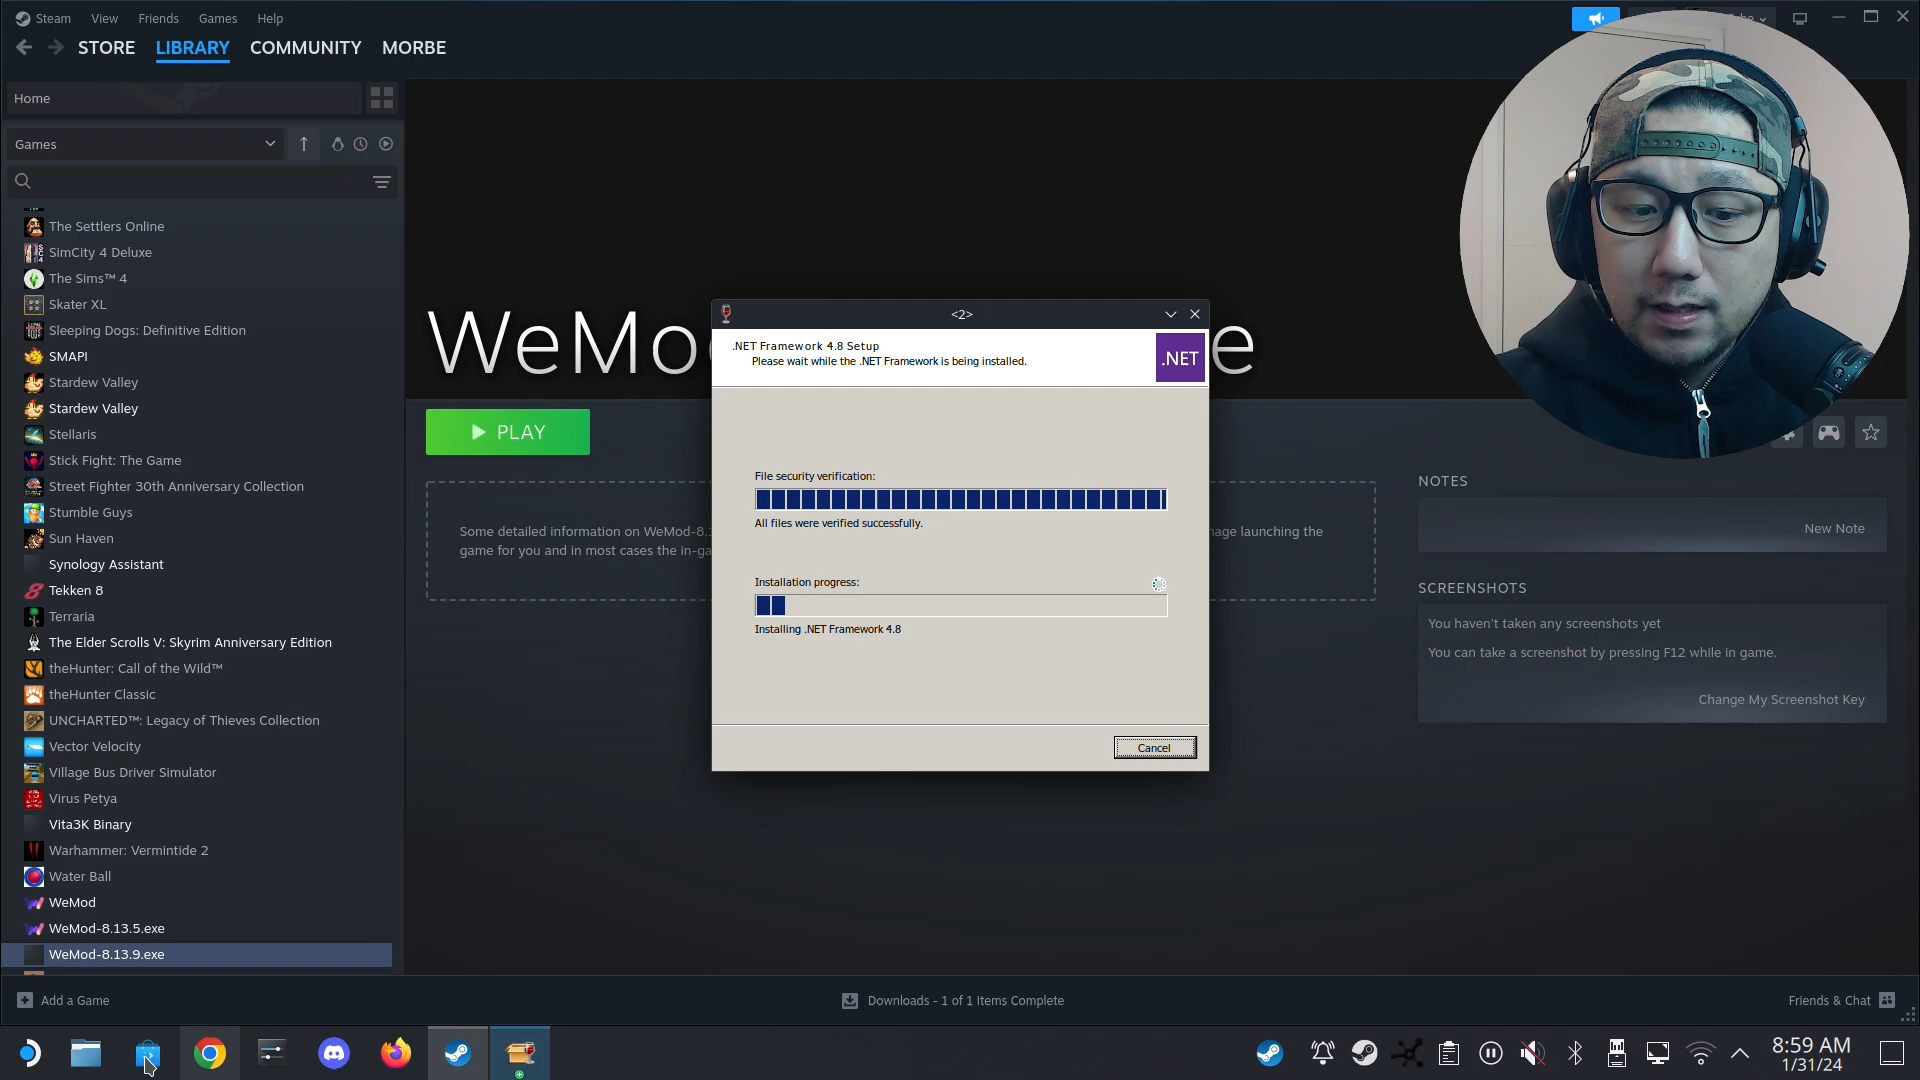 Steam View Friends Games Help
STORE LIBRARY COMMUNITY MORBE
Home
Games
The Settlers Online
SimCity 4 Deluxe
The Sims™ 4
Skater XL
Sleeping Dogs: Definitive Edition
SMAPI
Stardew Valley
Stardew Valley
Stellaris
Stick Fight: The Game
Street Fighter 30th Anniversary Collection
Stumble Guys
Sun Haven
Synology Assistant
Tekken 8
Terraria
The Elder Scrolls V: Skyrim Anniversary Edition
theHunter: Call of the Wild™
theHunter Classic
UNCHARTED™: Legacy of Thieves Collection
Vector Velocity
Village Bus Driver Simulator
Virus Petya
Vita3K Binary
Warhammer: Vermintide 2
Water Ball
WeMod
WeMod-8.13.5.exe
WeMod-8.13.9.exe
WeMo
e
PLAY
Some detailed information on WeMod-8.1
launching the
game for you and in most cases the in-ga
<2>
.NET Framework 4.8 Setup
Please wait while the .NET Framework is being installed.
.NET
File security verification:
All files were verified successfully.
Installation progress:
Installing .NET Framework 4.8
Cancel
NOTES
New Note
SCREENSHOTS
You haven't taken any screenshots yet
You can take a screenshot by pressing F12 while in game.
Change My Screenshot Key
Add a Game
Downloads - 1 of 1 Items Complete
Friends & Chat
8:59 AM
1/31/24